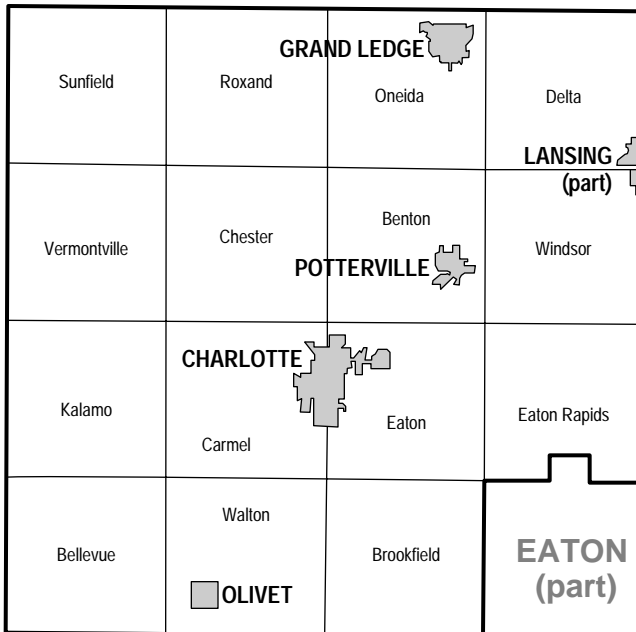 GRAND LEDGE
Sunfield
Roxand
Oneida
Delta
LANSING
(part)
Vermontville
Chester
Benton
Windsor
POTTERVILLE
CHARLOTTE
Kalamo
Carmel
Eaton
Eaton Rapids
Walton
Bellevue
Brookfield
EATON
(part)
OLIVET